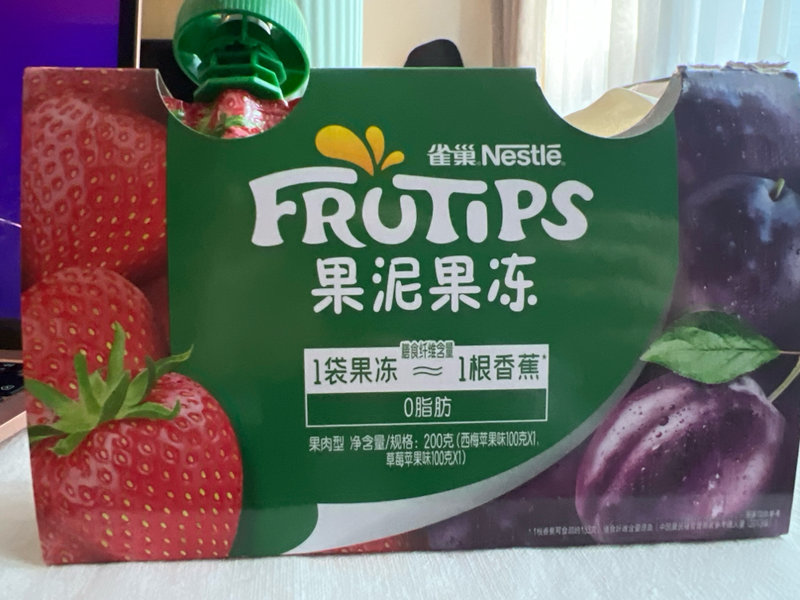 雀巢 Nestlé
FRUTIPS
果泥果冻
膳食纤维含量
1袋果冻 ≈ 1根香蕉*
0脂肪
果肉型 净含量/规格：200克(西梅苹果味100克X1,
草莓苹果味100克X1)